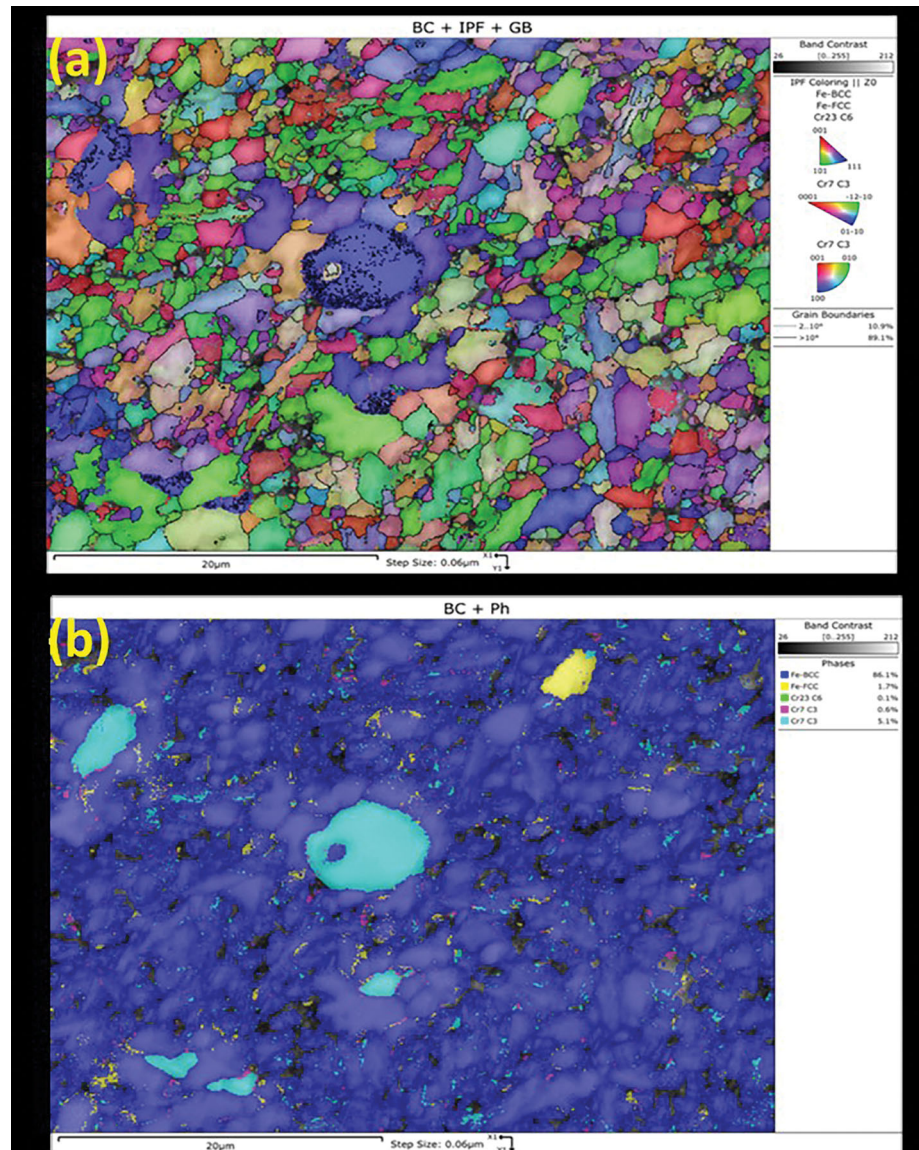 BC + IPF + GB
(a)
Band Contrast
26 [0..255] 212
IPF Coloring || Z0
Fe-BCC
Fe-FCC
Cr23 C6
001
101 111
Cr7 C3
0001 -12-10
01-10
Cr7 C3
001 010
100
Grain Boundaries
2..10° 10.9%
>10° 89.1%
20µm Step Size: 0.06µm X1
Y1
BC + Ph
(b)
Band Contrast
26 [0..255] 212
Phases
Fe-BCC 86.1%
Fe-FCC 1.7%
Cr23 C6 0.1%
Cr7 C3 0.6%
Cr7 C3 5.1%
20µm Step Size: 0.06µm X1
Y1